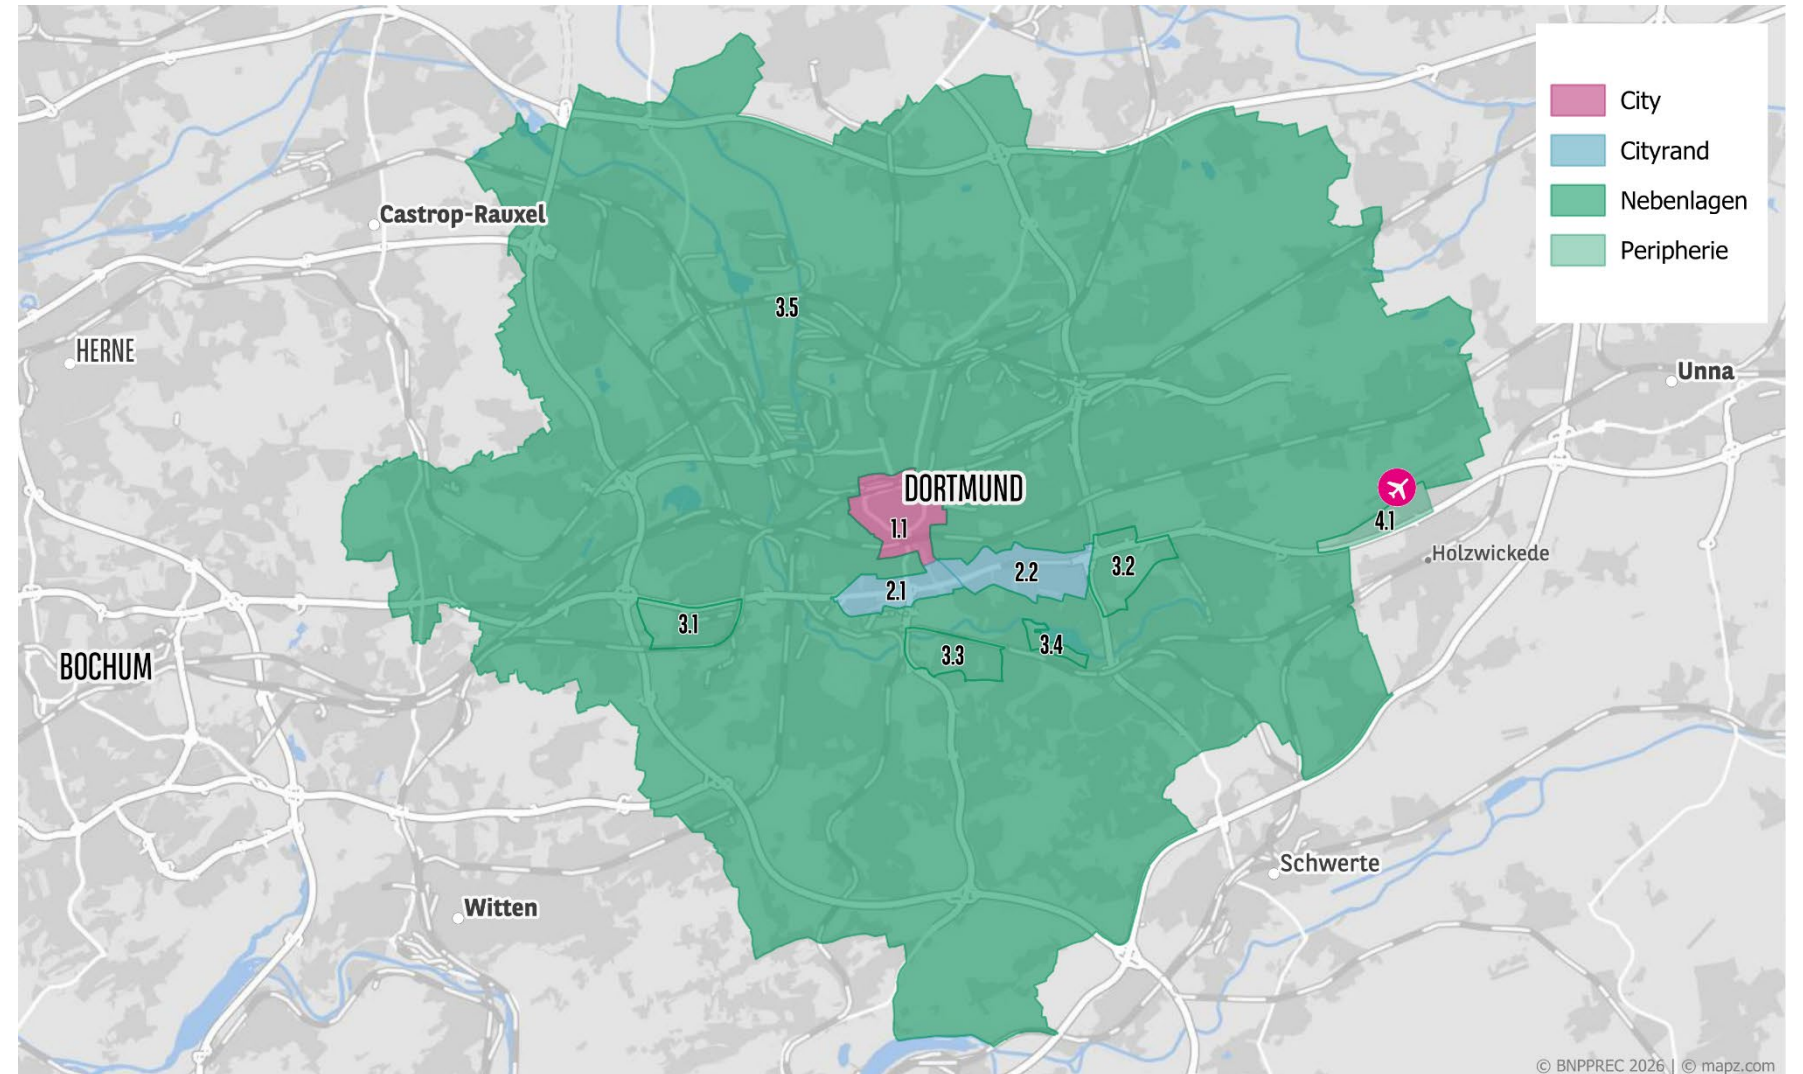 City
Cityrand
Nebenlagen
Peripherie
Castrop-Rauxel
3.5
HERNE
Unna
DORTMUND
1.1
4.1
Holzwickede
2.2
3.2
2.1
3.1
3.4
3.3
BOCHUM
Schwerte
Witten
© BNPPREC 2026 | © mapz.com